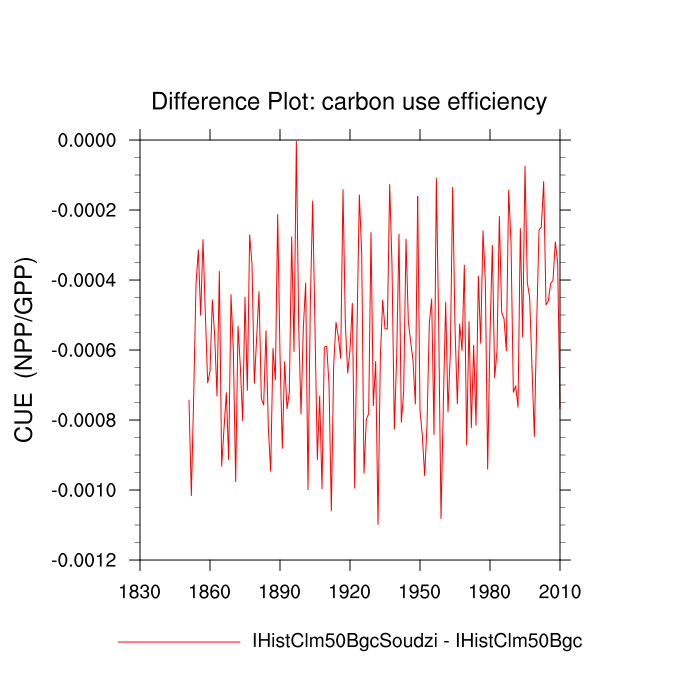 Difference Plot: carbon use efficiency
CUE (NPP/GPP)
0.0000
-0.0002
-0.0004
-0.0006
-0.0008
-0.0010
-0.0012
1830 1860 1890 1920 1950 1980 2010
IHistClm50BgcSoudzi - IHistClm50Bgc